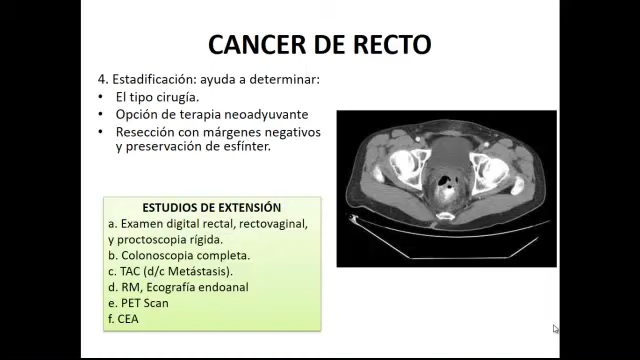 CANCER DE RECTO
4. Estadificación: ayuda a determinar:
• El tipo cirugía.
• Opción de terapia neoadyuvante
• Resección con márgenes negativos
y preservación de esfínter.
ESTUDIOS DE EXTENSIÓN
a. Examen digital rectal, rectovaginal,
y proctoscopia rígida.
b. Colonoscopia completa.
c. TAC (d/c Metástasis).
d. RM, Ecografía endoanal
e. PET Scan
f. CEA